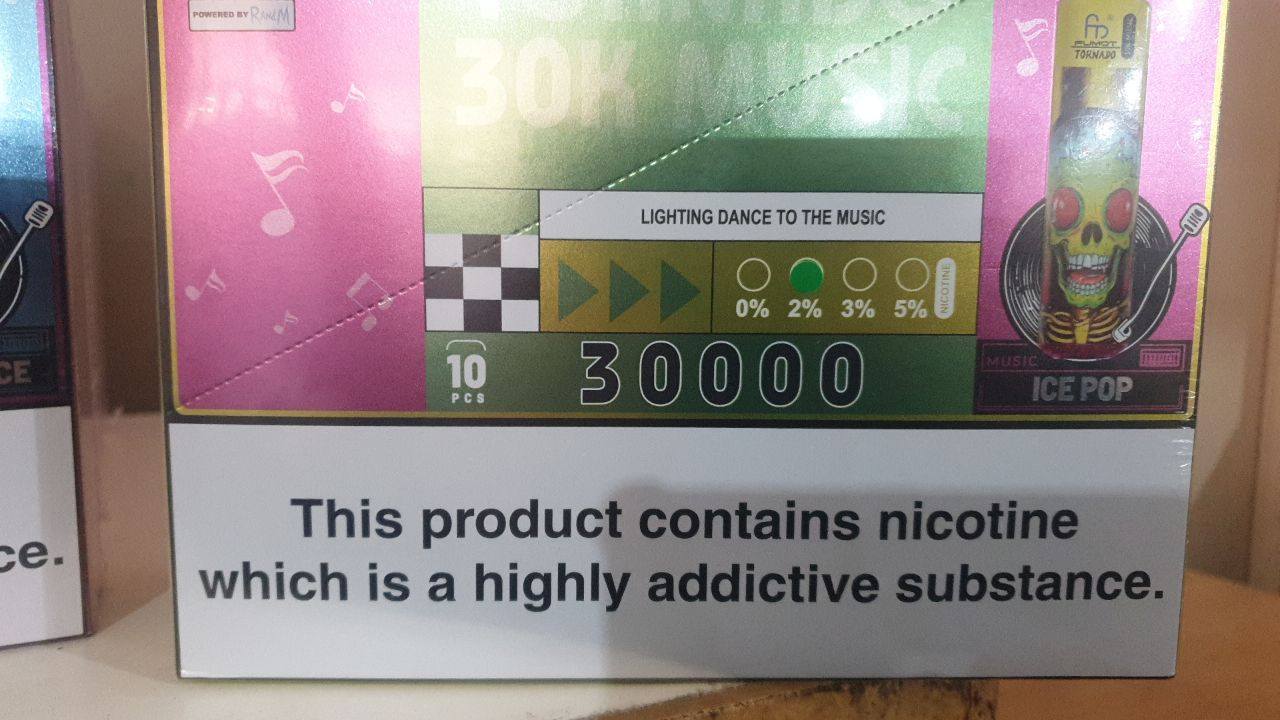 POWERED BY RANDM
30K MUSIC
FUMOT
TORNADO
LIGHTING DANCE TO THE MUSIC
0% 2% 3% 5% NICOTINE
10
PCS
30000
MUSIC
ICE POP
CE
This product contains nicotine
which is a highly addictive substance.
ce.